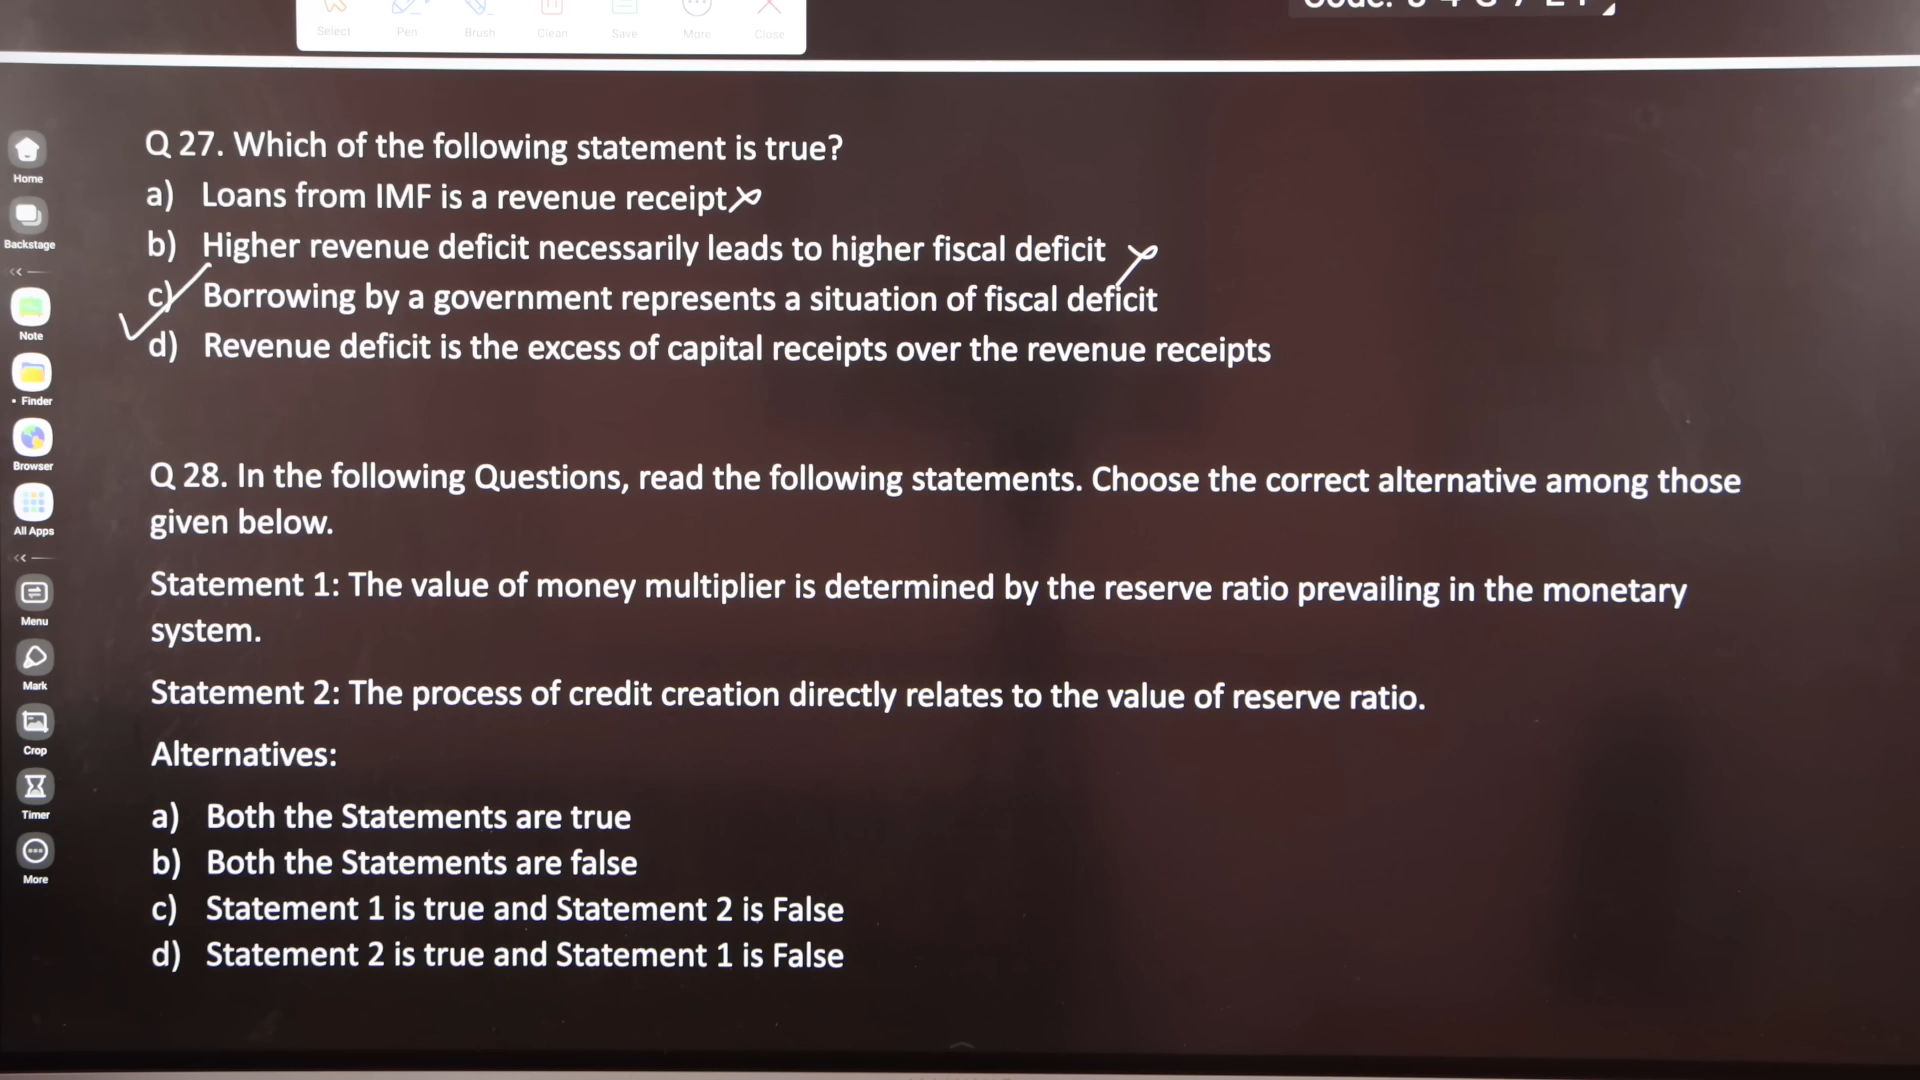 Select Pen Brush Clean Save More Close
Q 27. Which of the following statement is true?
a) Loans from IMF is a revenue receipt
b) Higher revenue deficit necessarily leads to higher fiscal deficit
c) Borrowing by a government represents a situation of fiscal deficit
d) Revenue deficit is the excess of capital receipts over the revenue receipts
Q 28. In the following Questions, read the following statements. Choose the correct alternative among those
given below.
Statement 1: The value of money multiplier is determined by the reserve ratio prevailing in the monetary
system.
Statement 2: The process of credit creation directly relates to the value of reserve ratio.
Alternatives:
a) Both the Statements are true
b) Both the Statements are false
c) Statement 1 is true and Statement 2 is False
d) Statement 2 is true and Statement 1 is False
Home
Backstage
Note
Finder
Browser
All Apps
Menu
Mark
Crop
Timer
More